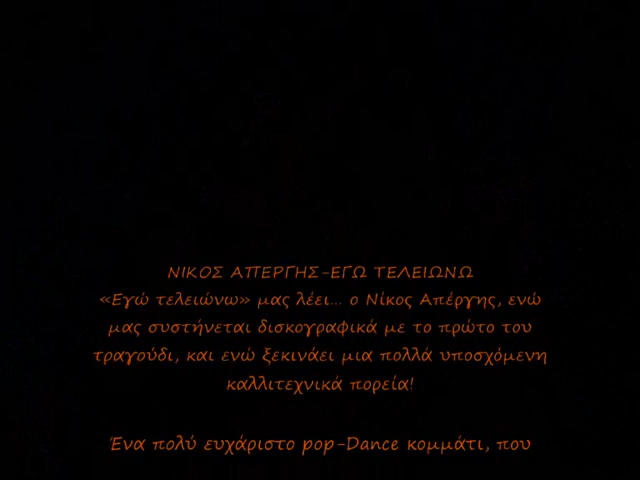 ΝΙΚΟΣ ΑΠΕΡΓΗΣ-ΕΓΩ ΤΕΛΕΙΩΝΩ
«Εγώ τελειώνω» μας λέει... ο Νίκος Απέργης, ενώ
μας συστήνεται δισκογραφικά με το πρώτο του
τραγούδι, και ενώ ξεκινάει μια πολλά υποσχόμενη
καλλιτεχνικά πορεία!
Ένα πολύ ευχάριστο pop-Dance κομμάτι, που